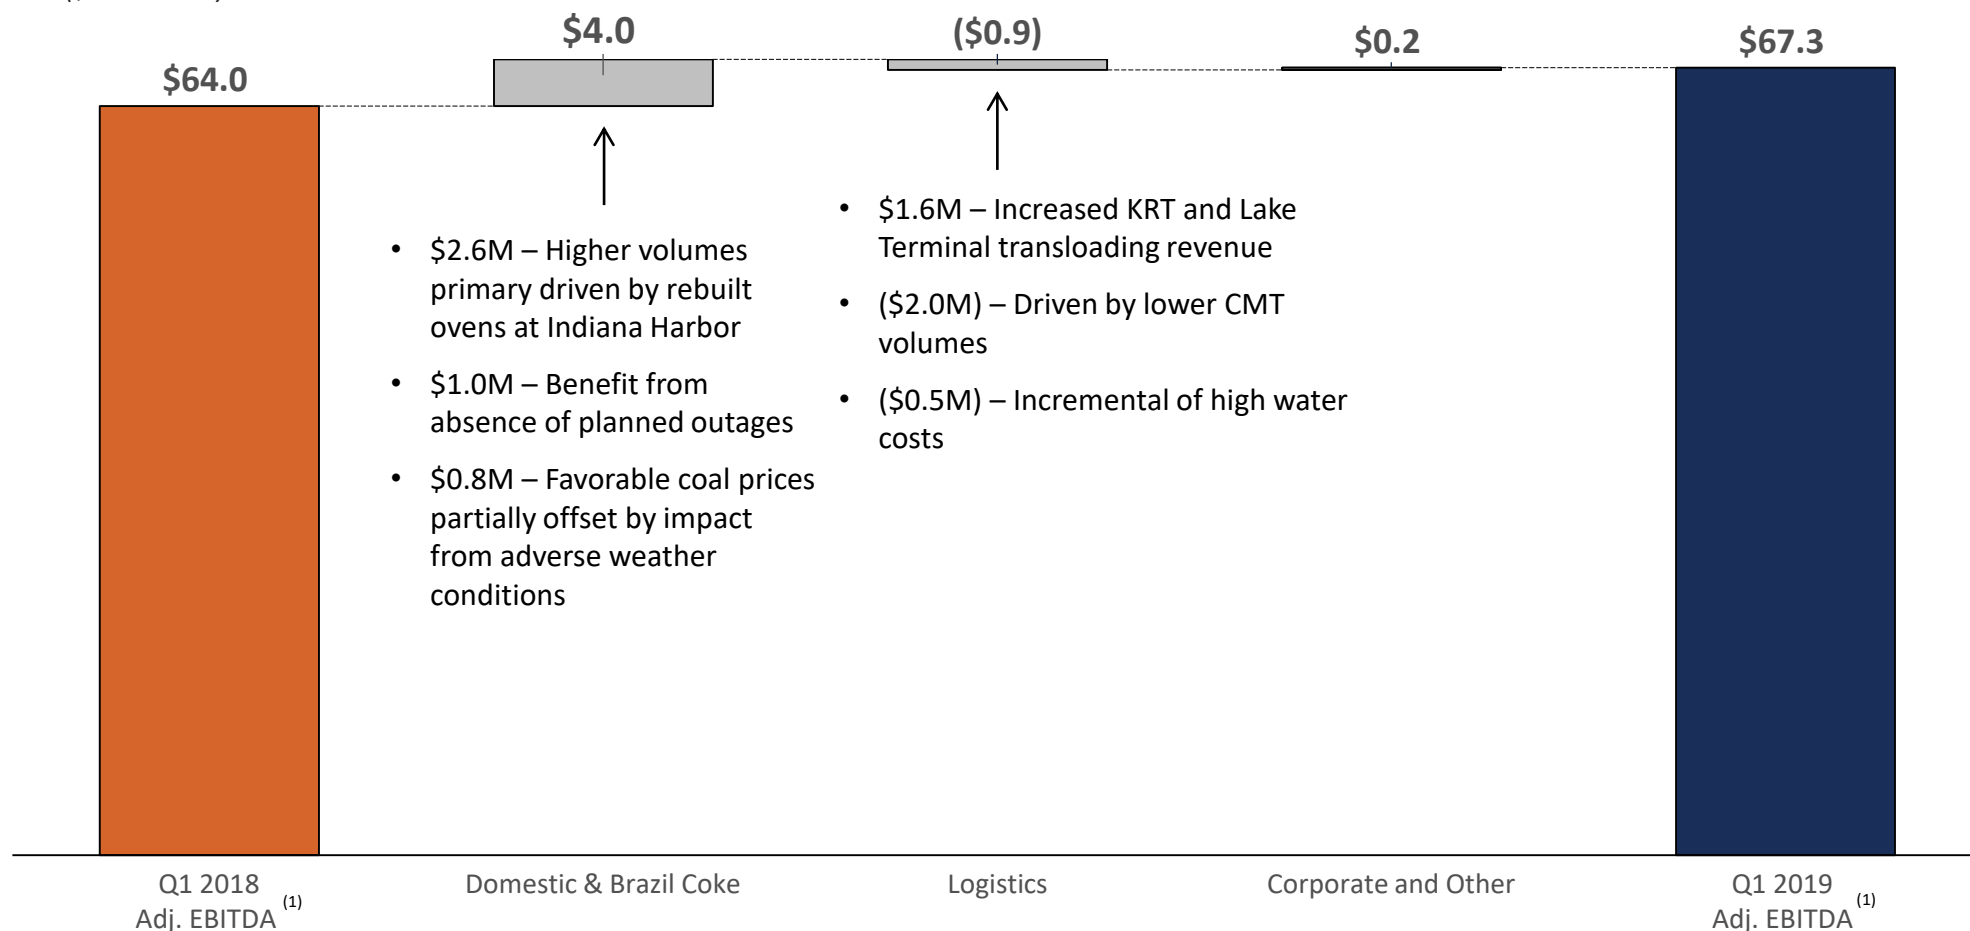 $64.0
$4.0
($0.9)
$0.2
$67.3
• $2.6M – Higher volumes
primary driven by rebuilt
ovens at Indiana Harbor
• $1.0M – Benefit from
absence of planned outages
• $0.8M – Favorable coal prices
partially offset by impact
from adverse weather
conditions
• $1.6M – Increased KRT and Lake
Terminal transloading revenue
• ($2.0M) – Driven by lower CMT
volumes
• ($0.5M) – Incremental of high water
costs
Q1 2018
Adj. EBITDA (1)
Domestic & Brazil Coke
Logistics
Corporate and Other
Q1 2019
Adj. EBITDA (1)